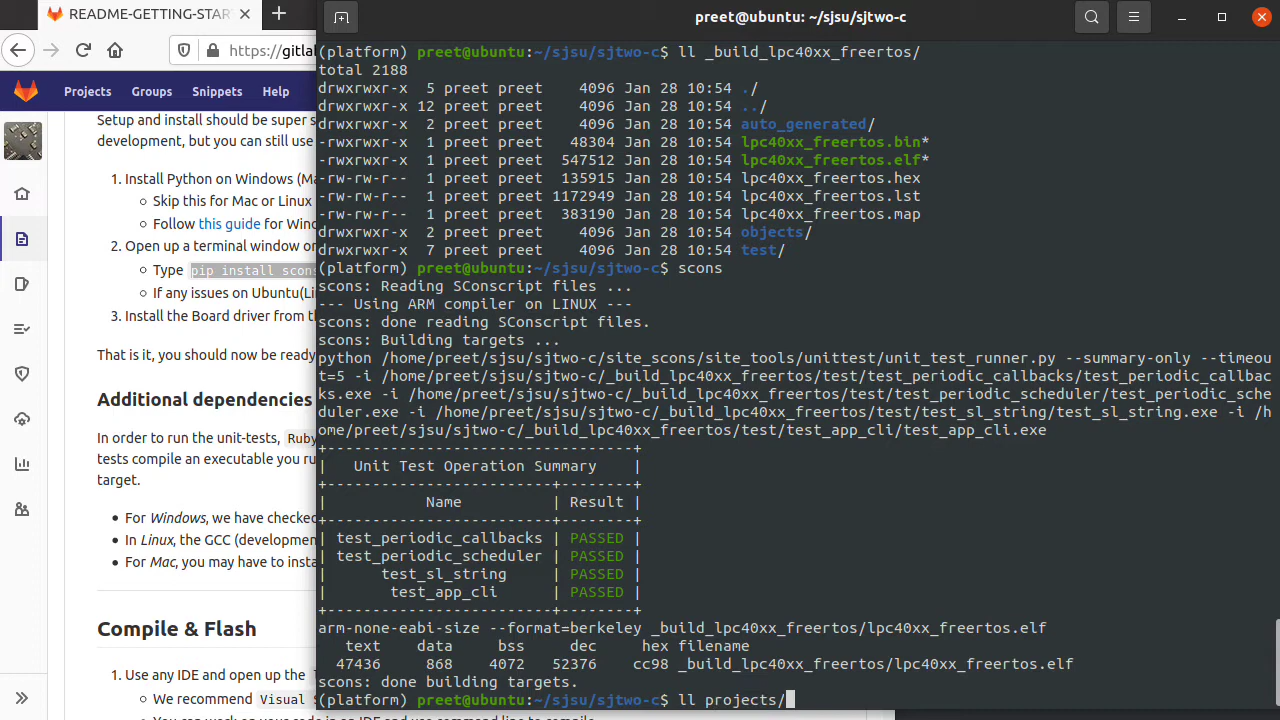 README-GETTING-START
https://gitlab
Projects Groups Snippets Help
Setup and install should be super s
development, but you can still use
1. Install Python on Windows (Ma
Skip this for Mac or Linux
Follow this guide for Wind
2. Open up a terminal window or
Type pip install scons
If any issues on Ubuntu(Li
3. Install the Board driver from th
That is it, you should now be ready
Additional dependencies
In order to run the unit-tests, Ruby
tests compile an executable you ru
target.
For Windows, we have checked
In Linux, the GCC (developmen
For Mac, you may have to insta
Compile & Flash
1. Use any IDE and open up the
We recommend Visual S
preet@ubuntu: ~/sjsu/sjtwo-c
(platform) preet@ubuntu:~/sjsu/sjtwo-c$ ll _build_lpc40xx_freertos/
total 2188
drwxrwxr-x 5 preet preet 4096 Jan 28 10:54 ./
drwxrwxr-x 12 preet preet 4096 Jan 28 10:54 ../
drwxrwxr-x 2 preet preet 4096 Jan 28 10:54 auto_generated/
-rwxrwxr-x 1 preet preet 48304 Jan 28 10:54 lpc40xx_freertos.bin*
-rwxrwxr-x 1 preet preet 547512 Jan 28 10:54 lpc40xx_freertos.elf*
-rw-rw-r-- 1 preet preet 135915 Jan 28 10:54 lpc40xx_freertos.hex
-rw-rw-r-- 1 preet preet 1172949 Jan 28 10:54 lpc40xx_freertos.lst
-rw-rw-r-- 1 preet preet 383190 Jan 28 10:54 lpc40xx_freertos.map
drwxrwxr-x 2 preet preet 4096 Jan 28 10:54 objects/
drwxrwxr-x 7 preet preet 4096 Jan 28 10:54 test/
(platform) preet@ubuntu:~/sjsu/sjtwo-c$ scons
scons: Reading SConscript files ...
--- Using ARM compiler on LINUX ---
scons: done reading SConscript files.
scons: Building targets ...
python /home/preet/sjsu/sjtwo-c/site_scons/site_tools/unittest/unit_test_runner.py --summary-only --timeou
t=5 -i /home/preet/sjsu/sjtwo-c/_build_lpc40xx_freertos/test/test_periodic_callbacks/test_periodic_callbac
ks.exe -i /home/preet/sjsu/sjtwo-c/_build_lpc40xx_freertos/test/test_periodic_scheduler/test_periodic_sche
duler.exe -i /home/preet/sjsu/sjtwo-c/_build_lpc40xx_freertos/test/test_sl_string/test_sl_string.exe -i /h
ome/preet/sjsu/sjtwo-c/_build_lpc40xx_freertos/test/test_app_cli/test_app_cli.exe
+----------------------------------+
| Unit Test Operation Summary |
+-------------------------+--------+
| Name | Result |
+-------------------------+--------+
| test_periodic_callbacks | PASSED |
| test_periodic_scheduler | PASSED |
| test_sl_string | PASSED |
| test_app_cli | PASSED |
+-------------------------+--------+
arm-none-eabi-size --format=berkeley _build_lpc40xx_freertos/lpc40xx_freertos.elf
text data bss dec hex filename
47436 868 4072 52376 cc98 _build_lpc40xx_freertos/lpc40xx_freertos.elf
scons: done building targets.
(platform) preet@ubuntu:~/sjsu/sjtwo-c$ ll projects/